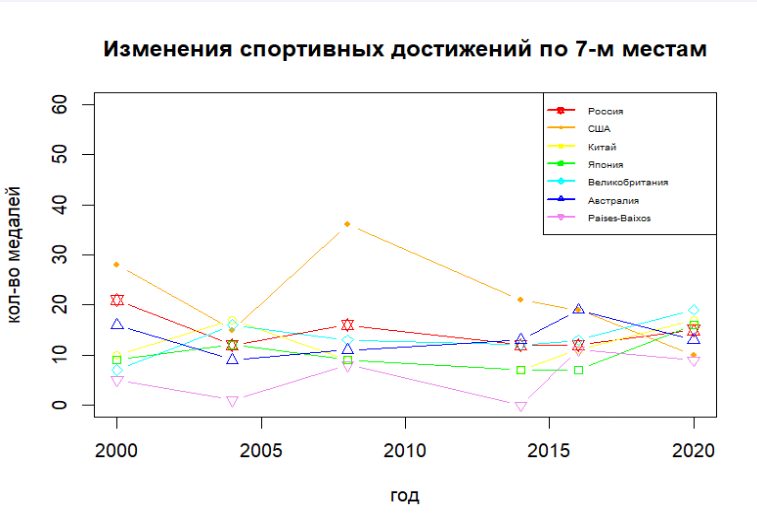 Изменения спортивных достижений по 7-м местам
кол-во медалей
60
50
40
30
20
10
0
Россия
США
Китай
Япония
Великобритания
Австралия
Paises-Baixos
2000 2005 2010 2015 2020
год